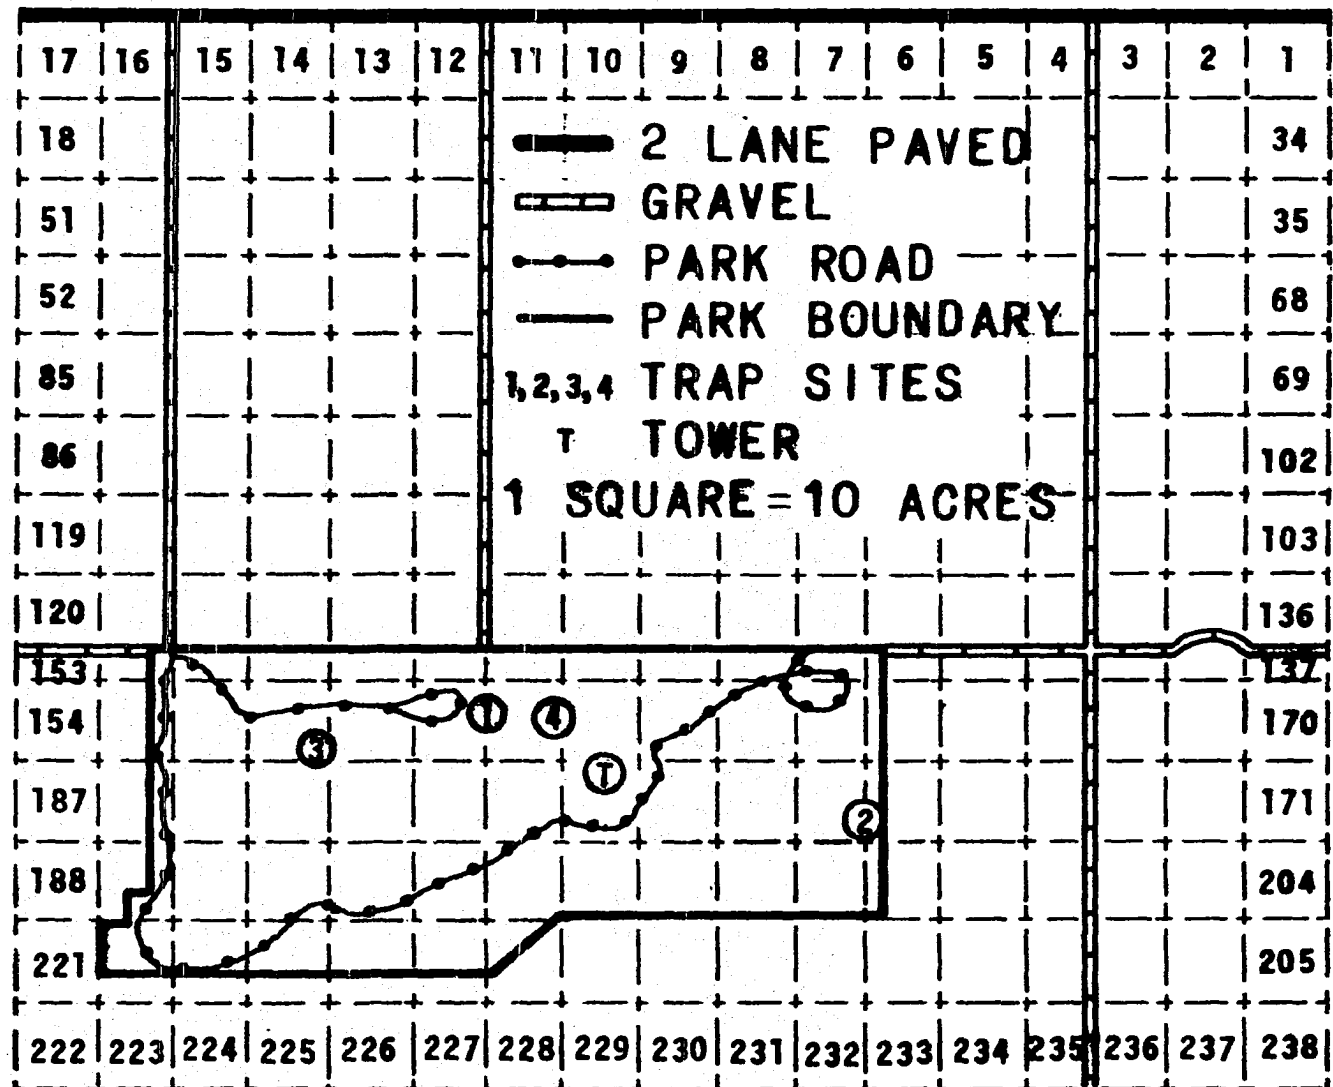 17 16 15 14 13 12 11 10 9 8 7 6 5 4 3 2 1
18 2 LANE PAVED 34
51 GRAVEL 35
PARK ROAD
52 68
PARK BOUNDARY
85 1,2,3,4 TRAP SITES 69
T TOWER
86 102
1 SQUARE=10 ACRES
119 103
120 136
153 137
154 1 4 170
3
T
187 171
2
188 204
221 205
222 223 224 225 226 227 228 229 230 231 232 233 234 235 236 237 238